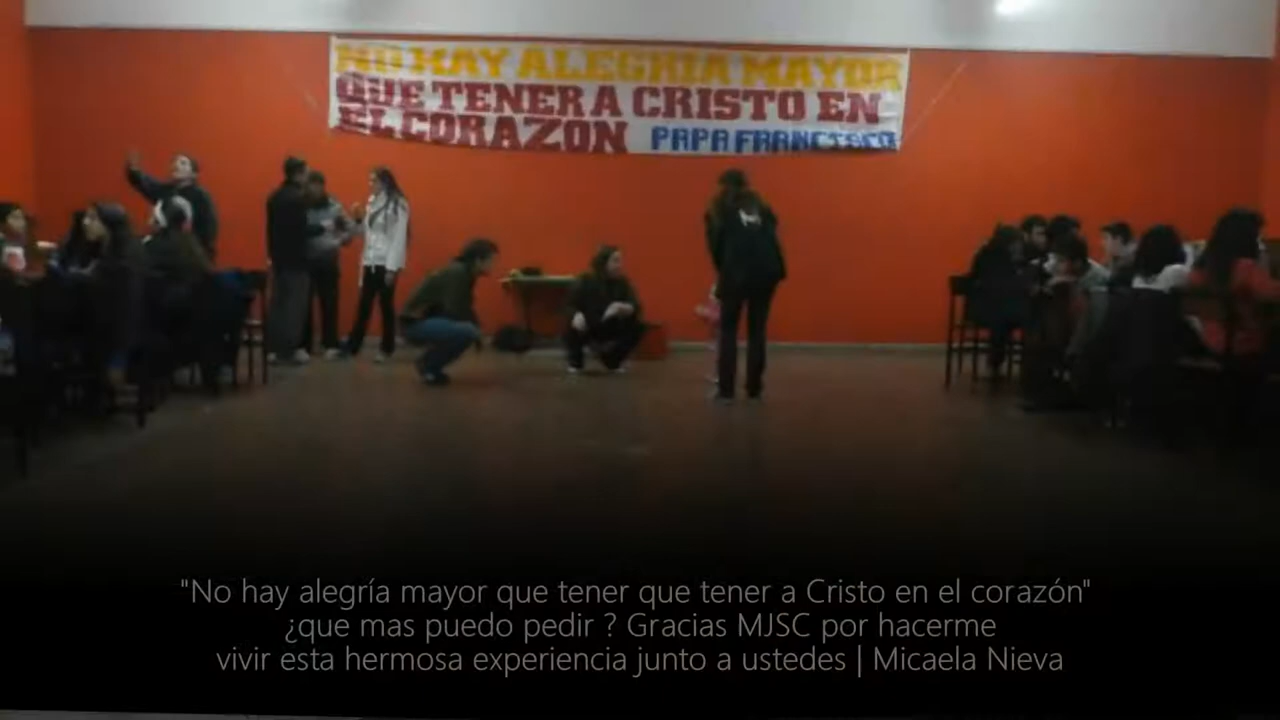 NO HAY ALEGRIA MAYOR
QUE TENER A CRISTO EN
EL CORAZON PAPA FRANCISCO
"No hay alegría mayor que tener que tener a Cristo en el corazón"
¿que mas puedo pedir ? Gracias MJSC por hacerme
vivir esta hermosa experiencia junto a ustedes | Micaela Nieva